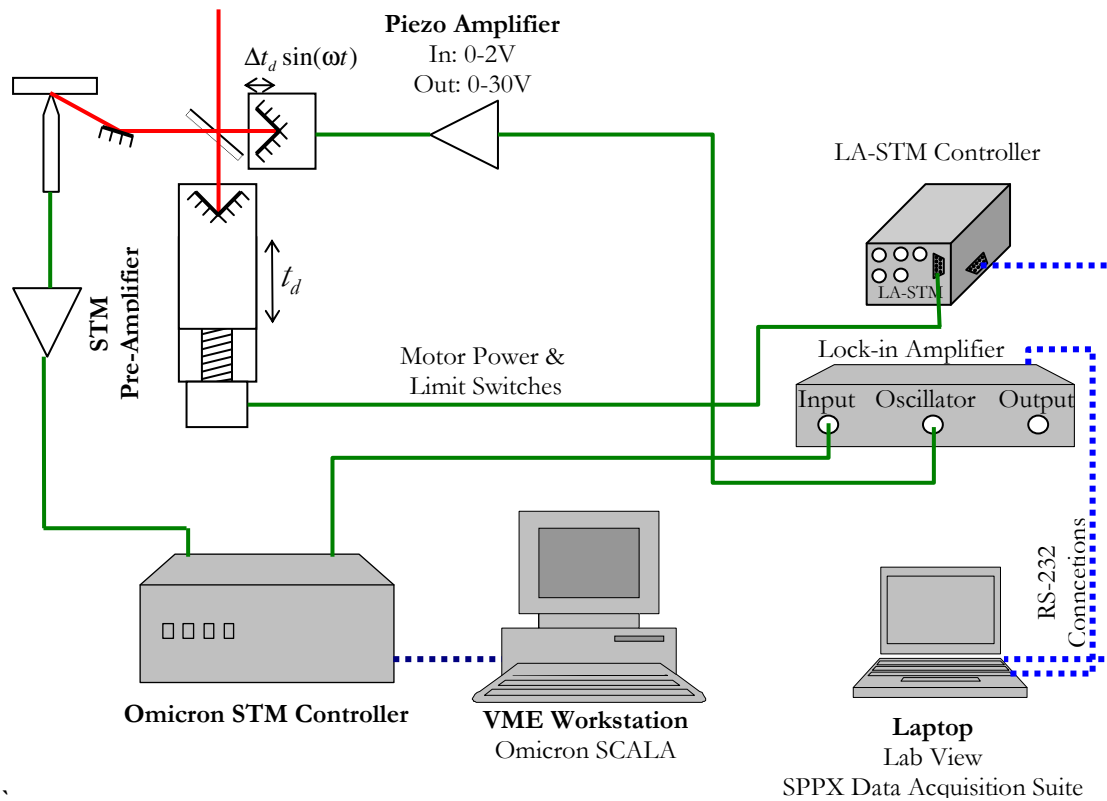 Piezo Amplifier
In: 0-2V
Out: 0-30V
Δt_d sin(ωt)
LA-STM Controller
LA-STM
t_d
STM
Pre-Amplifier
Motor Power &
Limit Switches
Lock-in Amplifier
Input Oscillator Output
RS-232
Conncetions
Omicron STM Controller
VME Workstation
Omicron SCALA
Laptop
Lab View
SPPX Data Acquisition Suite